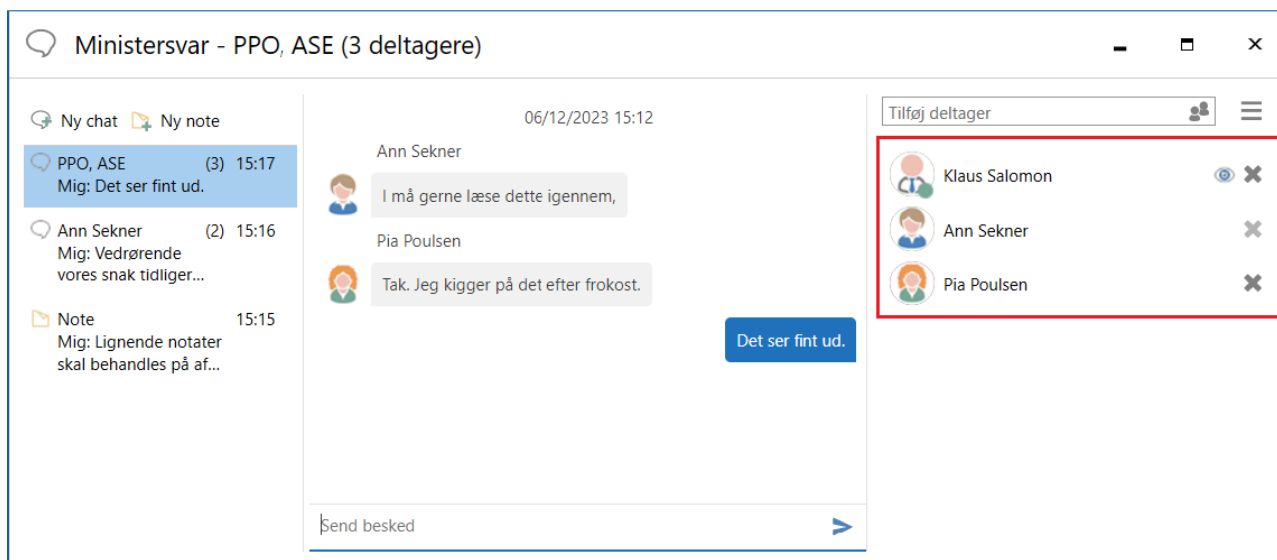 Ministersvar - PPO, ASE (3 deltagere)
Ny chat Ny note
PPO, ASE (3) 15:17
Mig: Det ser fint ud.
Ann Sekner (2) 15:16
Mig: Vedrørende
vores snak tidliger...
Note 15:15
Mig: Lignende notater
skal behandles på af...
06/12/2023 15:12
Ann Sekner
I må gerne læse dette igennem,
Pia Poulsen
Tak. Jeg kigger på det efter frokost.
Det ser fint ud.
Send besked
Tilføj deltager
Klaus Salomon
Ann Sekner
Pia Poulsen